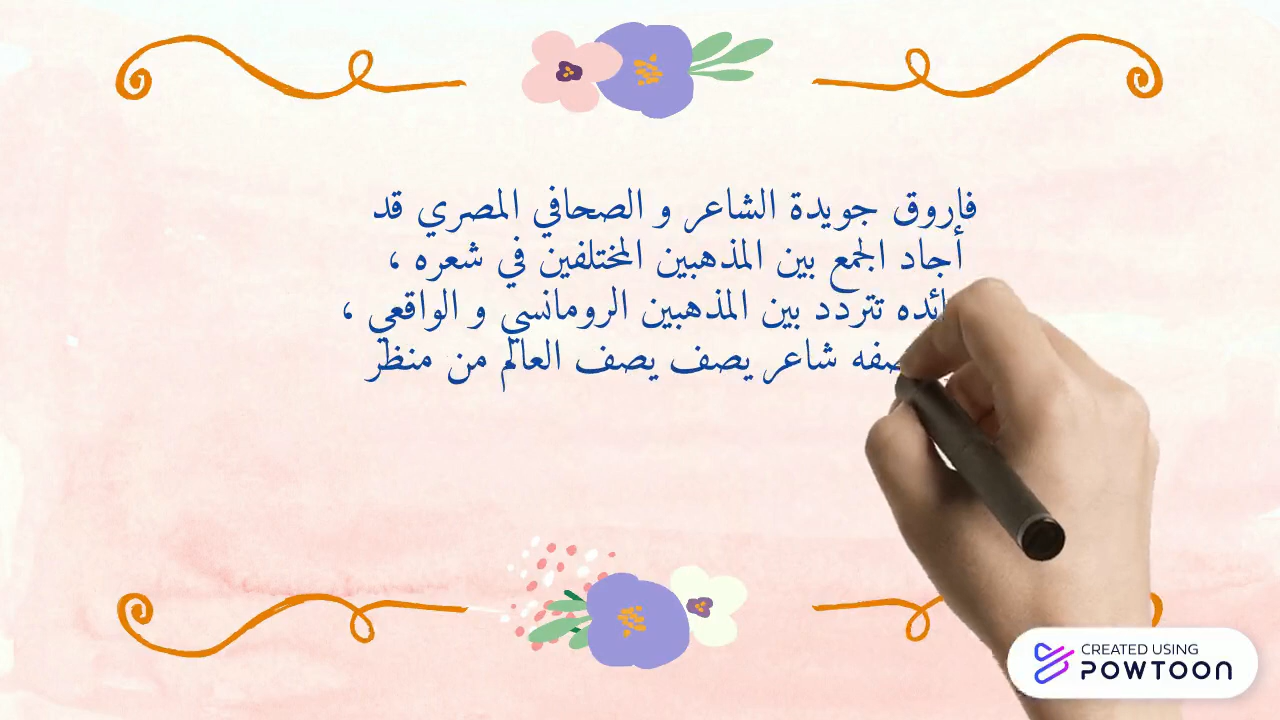 فاروق جويدة الشاعر و الصحافي المصري قد
أجاد الجمع بين المذهبين المختلفين في شعره ،
تتردد بين المذهبين الرومانسي و الواقعي ،
شاعر يصف يصف العالم من منظر
CREATED USING
POWTOON